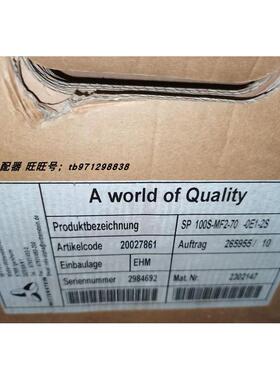 配器 旺旺号：tb971298838
A world of Quality
Produktbezeichnung SP 100S-MF2-70 -0E1-2S
Artikelcode 20027861 Auftrag 265955/ 10
Einbaulage EHM
Seriennummer 2984692 Mat. Nr. 2302147